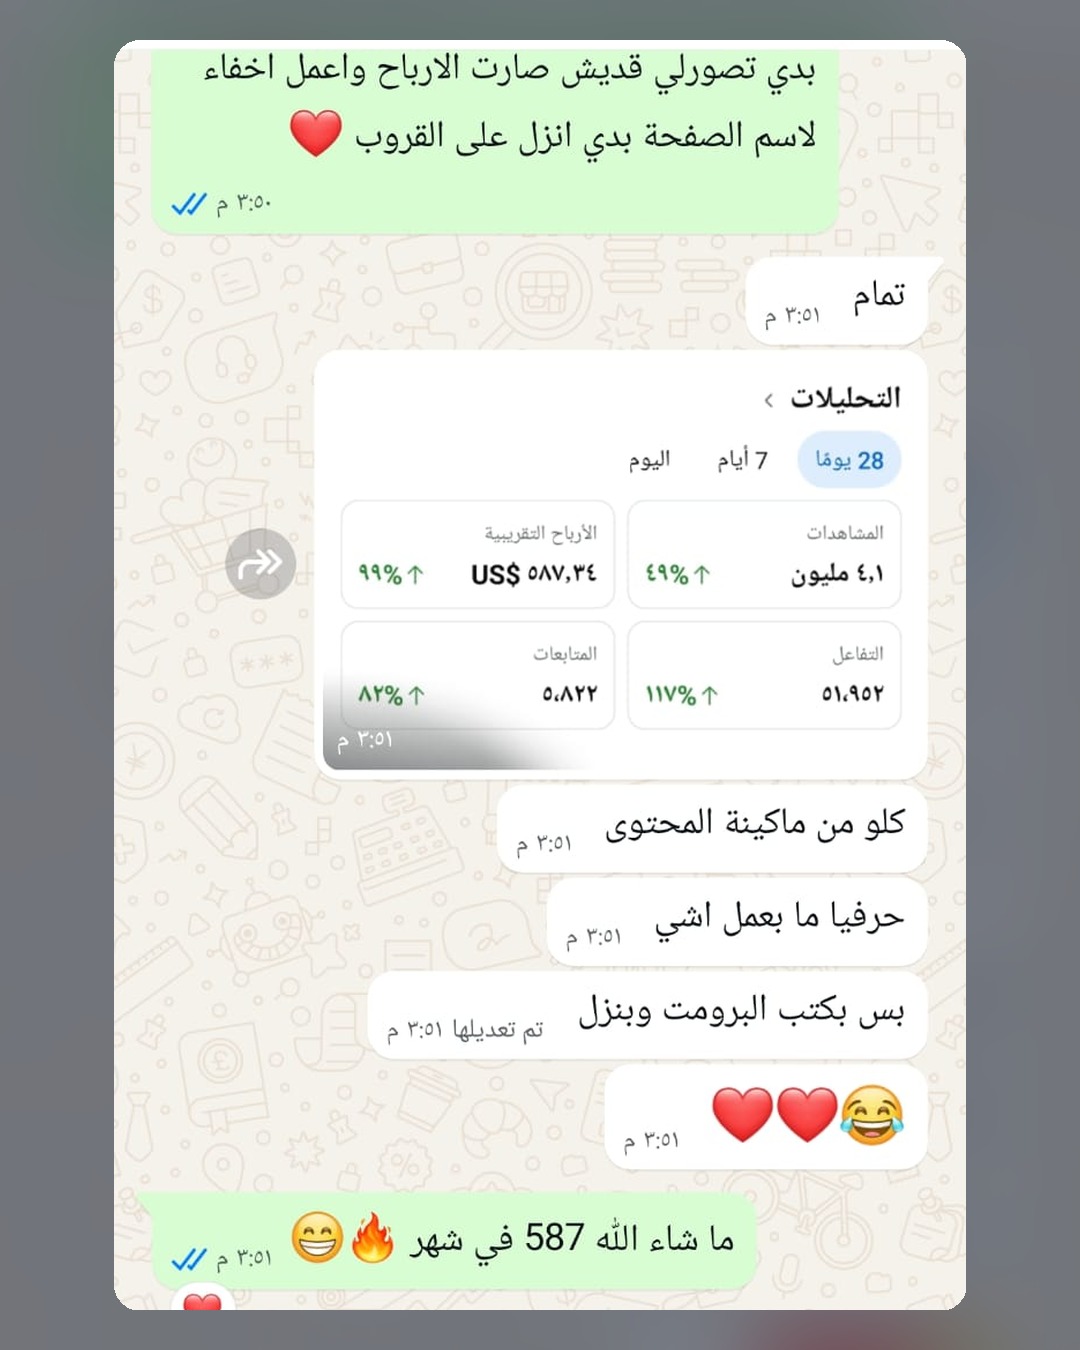 بدي تصورلي قديش صارت الارباح واعمل اخفاء
لاسم الصفحة بدي انزل على القروب ❤️
٣:٥٠ م
تمام
٣:٥١ م
التحليلات
28 يومًا
7 أيام
اليوم
المشاهدات
٤,١ مليون
٤٩%↑
الأرباح التقريبية
US$ ٥٨٧,٣٤
٩٩%↑
التفاعل
٥١،٩٥٢
١١٧%↑
المتابعات
٥،٨٢٢
٨٢%↑
٣:٥١ م
كلو من ماكينة المحتوى
٣:٥١ م
حرفيا ما بعمل اشي
٣:٥١ م
بس بكتب البرومت وبنزل
تم تعديلها ٣:٥١ م
😂❤️❤️
٣:٥١ م
ما شاء الله 587 في شهر 🔥😁
٣:٥١ م